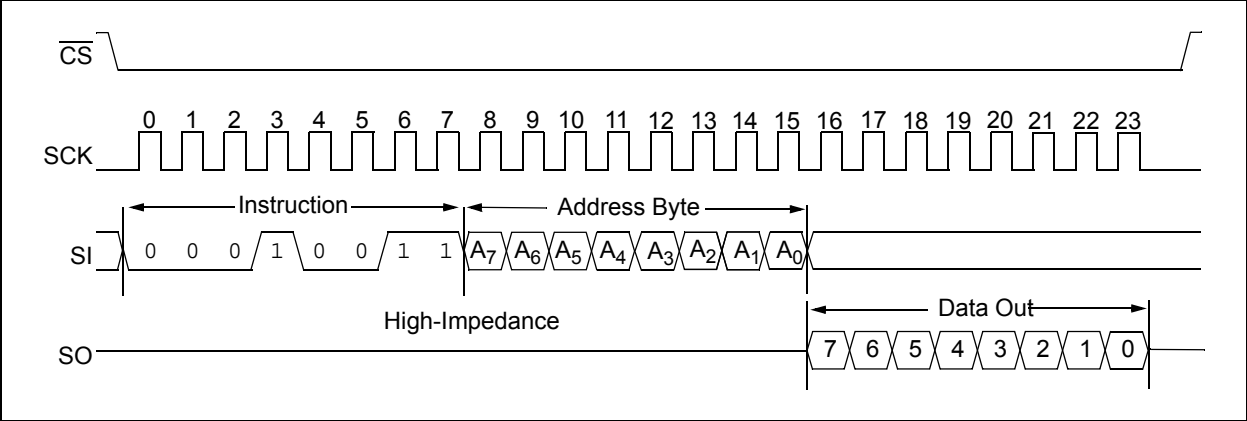 CS
0 1 2 3 4 5 6 7 8 9 10 11 12 13 14 15 16 17 18 19 20 21 22 23
SCK
Instruction Address Byte
SI 0 0 0 1 0 0 1 1 A7 A6 A5 A4 A3 A2 A1 A0
High-Impedance Data Out
SO 7 6 5 4 3 2 1 0